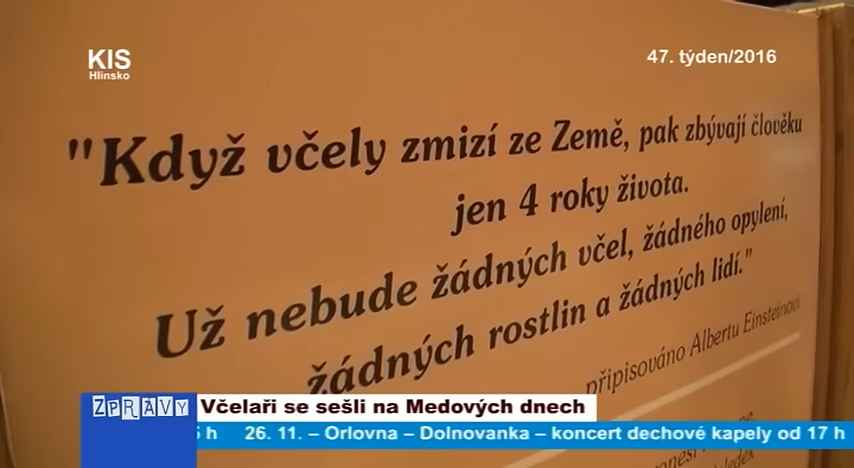 KIS
Hlinsko
47. týden/2016
"Když včely zmizí ze Země, pak zbývají člověku
jen 4 roky života.
Už nebude žádných včel, žádného opylení,
žádných rostlin a žádných lidí."
připisováno Albertu Einsteinovi
ZPRÁVY
Včelaři se sešli na Medových dnech
h 26. 11. – Orlovna – Dolnovanka – koncert dechové kapely od 17 h